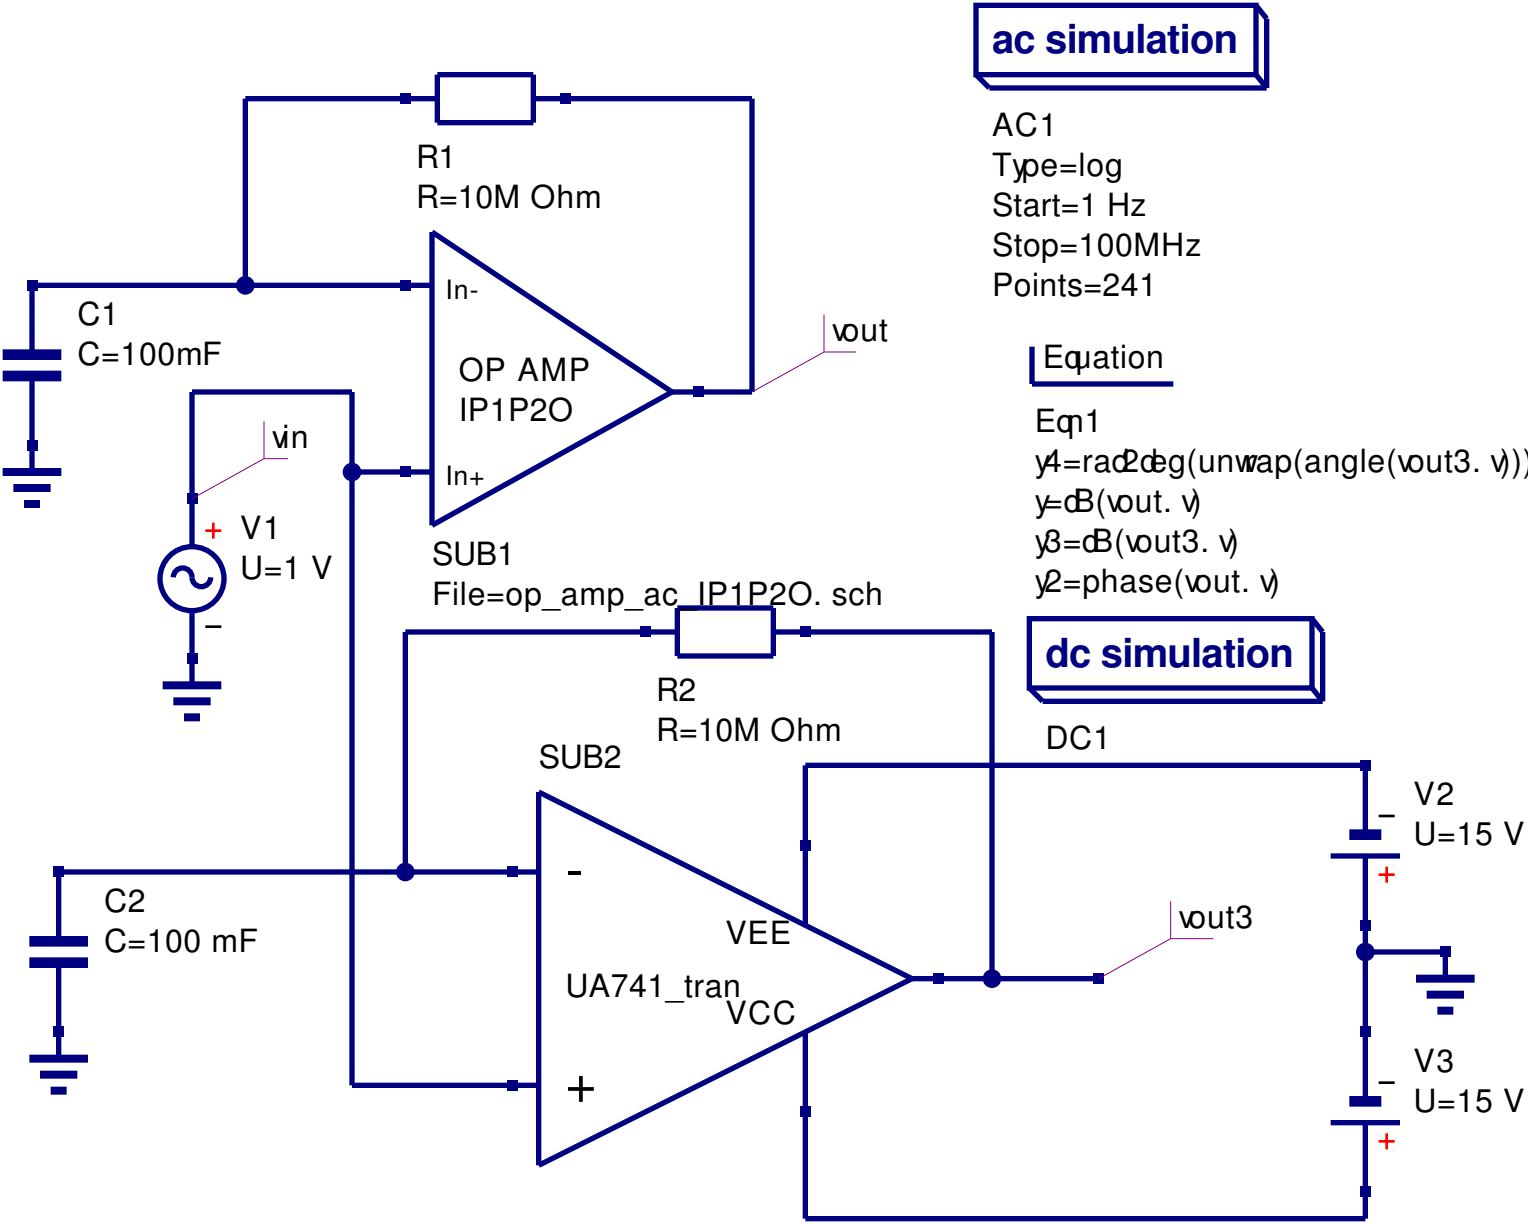 ac simulation
AC1
Type=log
Start=1 Hz
Stop=100MHz
Points=241
R1
R=10M Ohm
In-
C1
C=100mF
OP AMP
IP1P2O
vout
Equation
Eqn1
y4=rad2deg(unwrap(angle(vout3.v)))
y=dB(vout.v)
y3=dB(vout3.v)
y2=phase(vout.v)
vin
In+
+
V1
U=1 V
–
SUB1
File=op_amp_ac_IP1P2O.sch
dc simulation
DC1
R2
R=10M Ohm
SUB2
V2
U=15 V
–
+
-
C2
C=100 mF
VEE
vout3
UA741_tran
VCC
+
V3
U=15 V
–
+